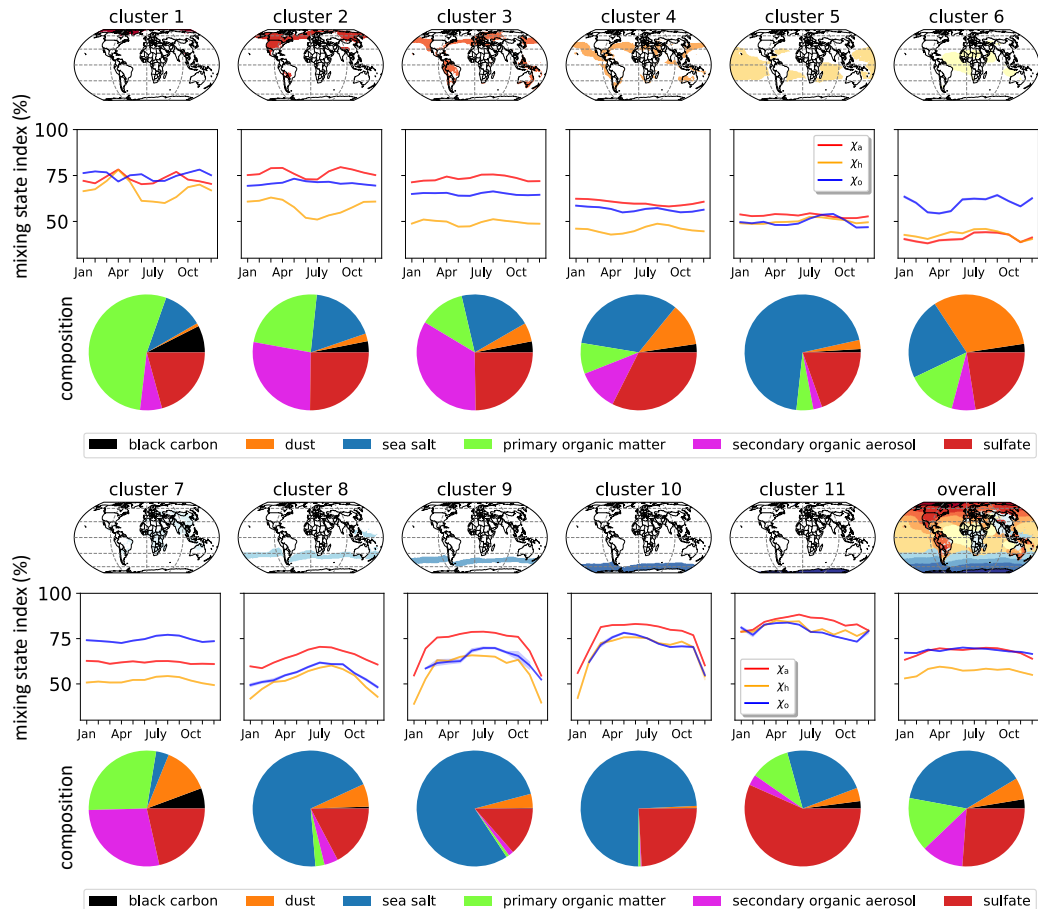 cluster 1 cluster 2 cluster 3 cluster 4 cluster 5 cluster 6
mixing state index (%)
100
75
50
χa
χh
χo
Jan Apr July Oct Jan Apr July Oct Jan Apr July Oct Jan Apr July Oct Jan Apr July Oct Jan Apr July Oct
composition
black carbon dust sea salt primary organic matter secondary organic aerosol sulfate
cluster 7 cluster 8 cluster 9 cluster 10 cluster 11 overall
mixing state index (%)
100
75
50
χa
χh
χo
Jan Apr July Oct Jan Apr July Oct Jan Apr July Oct Jan Apr July Oct Jan Apr July Oct Jan Apr July Oct
composition
black carbon dust sea salt primary organic matter secondary organic aerosol sulfate